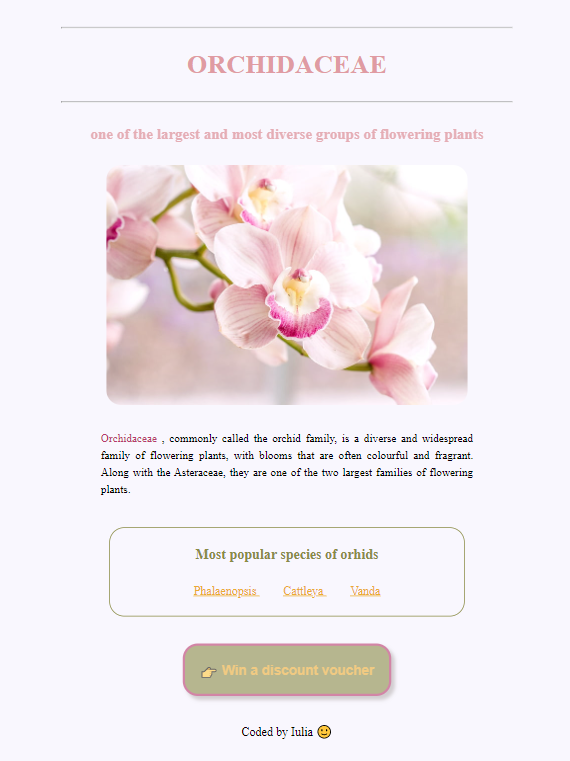 ORCHIDACEAE
one of the largest and most diverse groups of flowering plants
Orchidaceae , commonly called the orchid family, is a diverse and widespread
family of flowering plants, with blooms that are often colourful and fragrant.
Along with the Asteraceae, they are one of the two largest families of flowering
plants.
Most popular species of orhids
Phalaenopsis Cattleya Vanda
👉 Win a discount voucher
Coded by Iulia 🙂